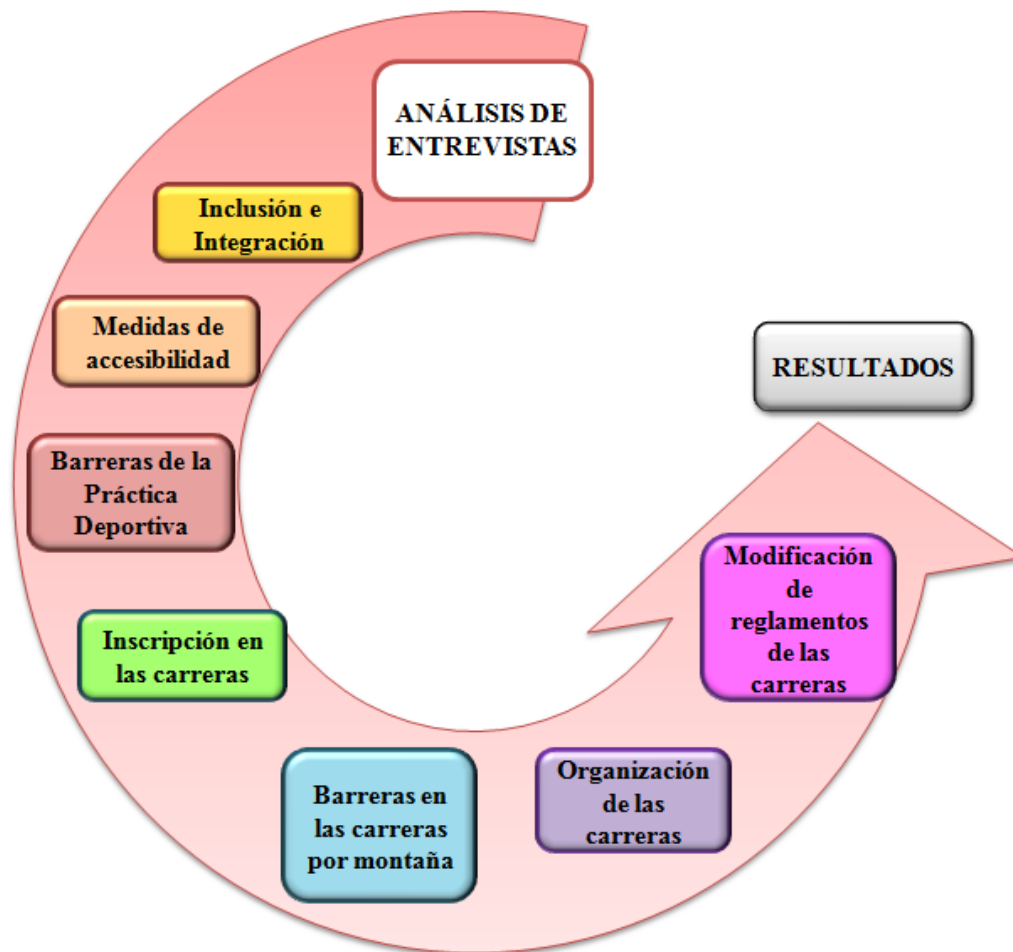 ANÁLISIS DE
ENTREVISTAS
Inclusión e
Integración
Medidas de
accesibilidad
Barreras de la
Práctica
Deportiva
Inscripción en
las carreras
Barreras en
las carreras
por montaña
Organización
de las
carreras
Modificación
de
reglamentos
de las
carreras
RESULTADOS